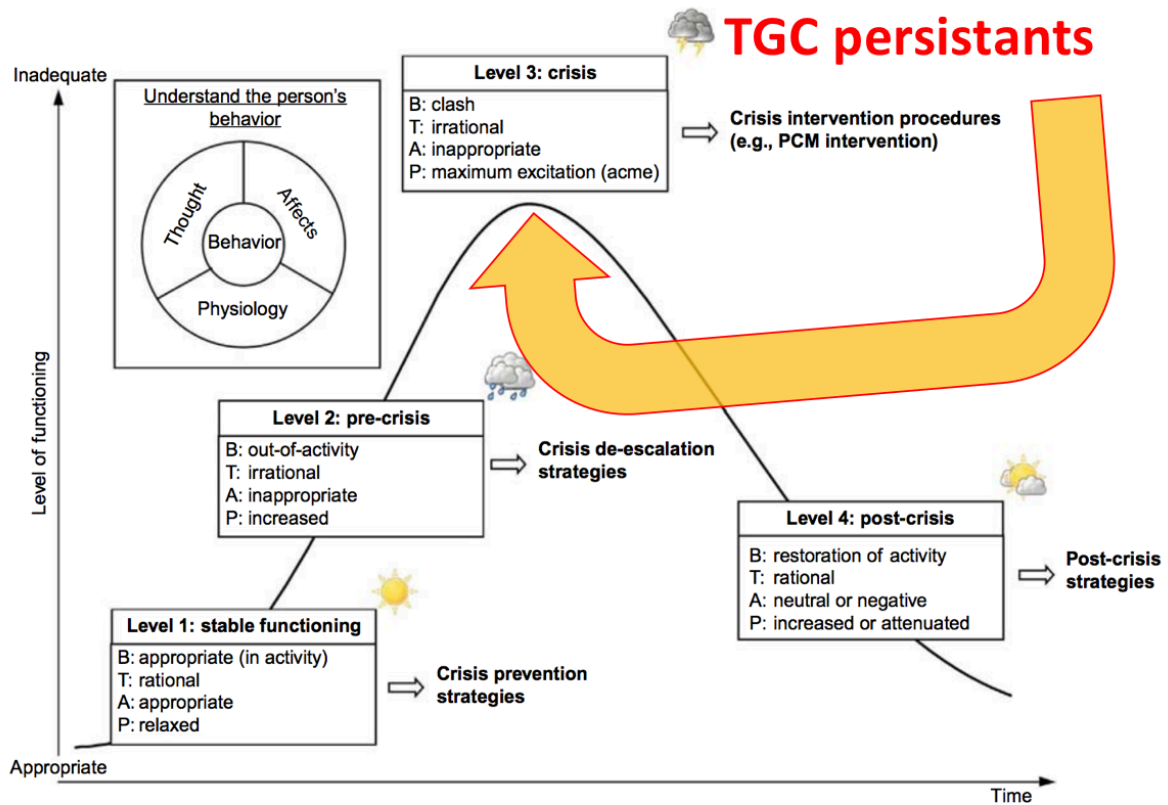 TGC persistants
Inadequate
Understand the person's
behavior
Thought
Affects
Behavior
Physiology
Level 3: crisis
B: clash
T: irrational
A: inappropriate
P: maximum excitation (acme)
Crisis intervention procedures
(e.g., PCM intervention)
Level of functioning
Level 2: pre-crisis
B: out-of-activity
T: irrational
A: inappropriate
P: increased
Crisis de-escalation
strategies
Level 4: post-crisis
B: restoration of activity
T: rational
A: neutral or negative
P: increased or attenuated
Post-crisis
strategies
Level 1: stable functioning
B: appropriate (in activity)
T: rational
A: appropriate
P: relaxed
Crisis prevention
strategies
Appropriate
Time